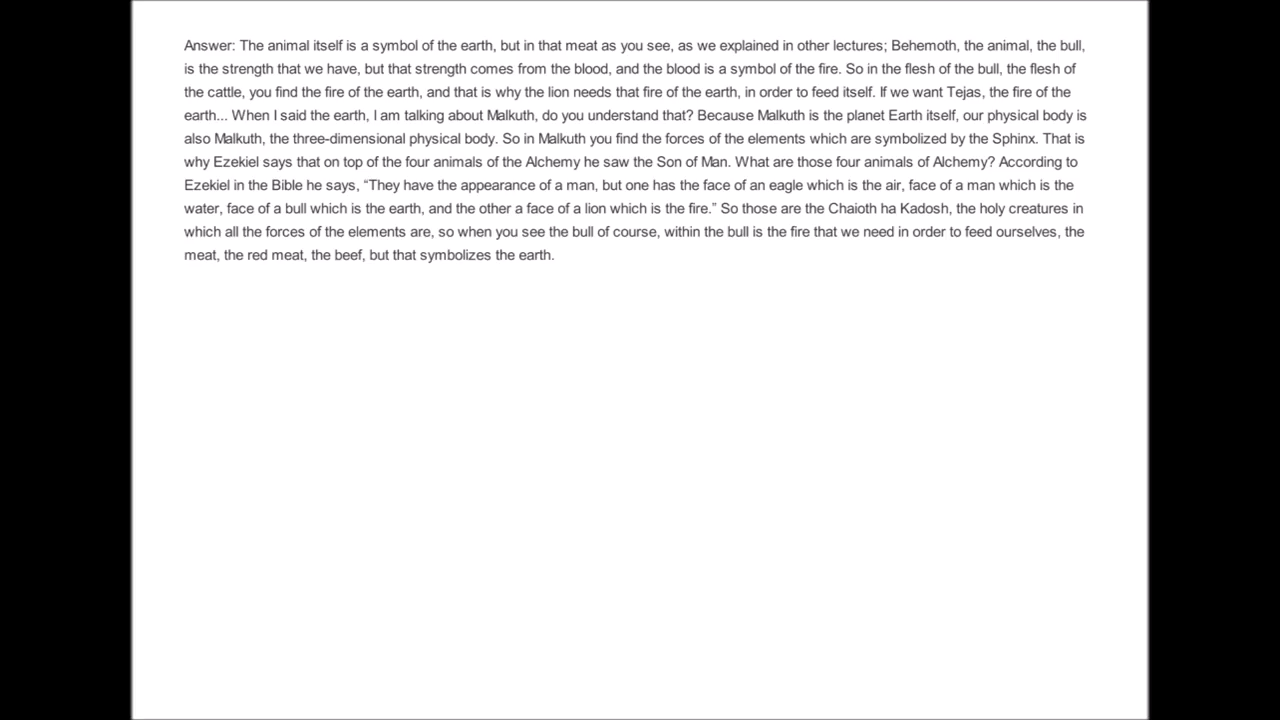 Answer: The animal itself is a symbol of the earth, but in that meat as you see, as we explained in other lectures; Behemoth, the animal, the bull,
is the strength that we have, but that strength comes from the blood, and the blood is a symbol of the fire. So in the flesh of the bull, the flesh of
the cattle, you find the fire of the earth, and that is why the lion needs that fire of the earth, in order to feed itself. If we want Tejas, the fire of the
earth... When I said the earth, I am talking about Malkuth, do you understand that? Because Malkuth is the planet Earth itself, our physical body is
also Malkuth, the three-dimensional physical body. So in Malkuth you find the forces of the elements which are symbolized by the Sphinx. That is
why Ezekiel says that on top of the four animals of the Alchemy he saw the Son of Man. What are those four animals of Alchemy? According to
Ezekiel in the Bible he says, “They have the appearance of a man, but one has the face of an eagle which is the air, face of a man which is the
water, face of a bull which is the earth, and the other a face of a lion which is the fire.” So those are the Chaioth ha Kadosh, the holy creatures in
which all the forces of the elements are, so when you see the bull of course, within the bull is the fire that we need in order to feed ourselves, the
meat, the red meat, the beef, but that symbolizes the earth.